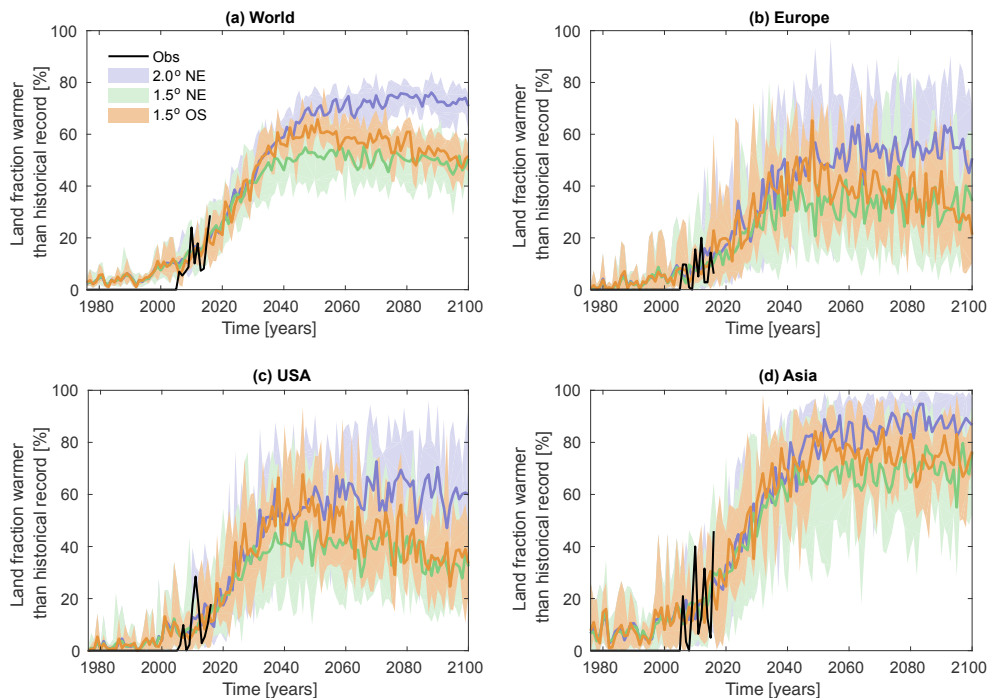 (a) World
Land fraction warmer
than historical record [%]
100
80
60
40
20
0
Obs
2.0° NE
1.5° NE
1.5° OS
1980 2000 2020 2040 2060 2080 2100
Time [years]
(b) Europe
Land fraction warmer
than historical record [%]
100
80
60
40
20
0
1980 2000 2020 2040 2060 2080 2100
Time [years]
(c) USA
Land fraction warmer
than historical record [%]
100
80
60
40
20
0
1980 2000 2020 2040 2060 2080 2100
Time [years]
(d) Asia
Land fraction warmer
than historical record [%]
100
80
60
40
20
0
1980 2000 2020 2040 2060 2080 2100
Time [years]